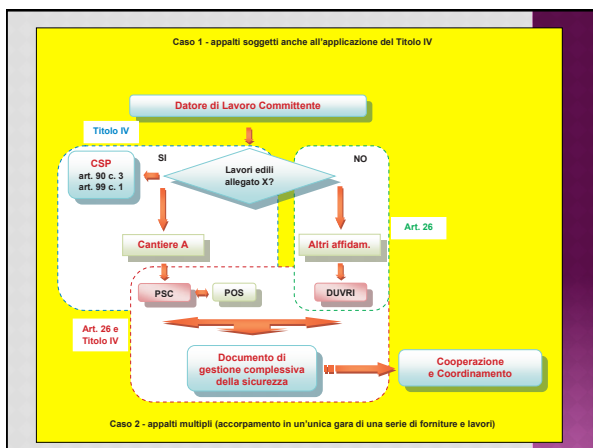 Caso 1 - appalti soggetti anche all'applicazione del Titolo IV
Datore di Lavoro Committente
Titolo IV
SI
NO
CSP
art. 90 c. 3
art. 99 c. 1
Lavori edili
allegato X?
Art. 26
Cantiere A
Altri affidam.
PSC
POS
DUVRI
Art. 26 e
Titolo IV
Documento di
gestione complessiva
della sicurezza
Cooperazione
e Coordinamento
Caso 2 - appalti multipli (accorpamento in un'unica gara di una serie di forniture e lavori)